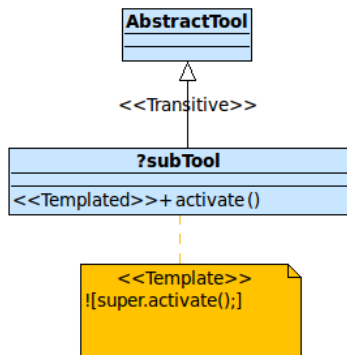 AbstractTool
<<Transitive>>
?subTool
<<Templated>>+activate()
<<Template>>
![super.activate();]